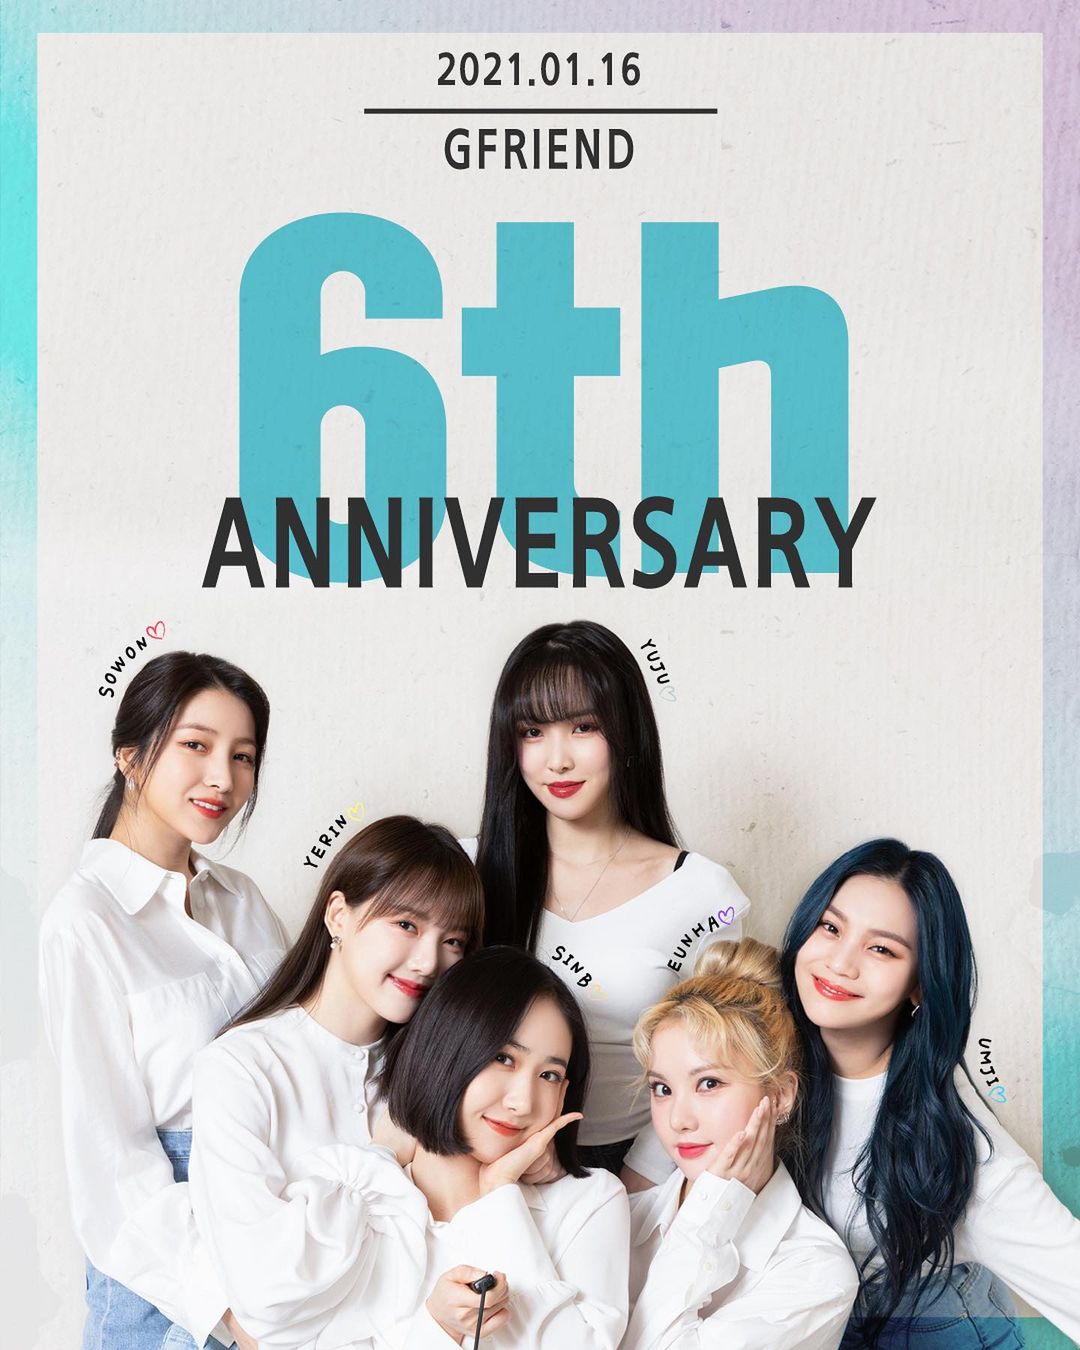 2021.01.16
GFRIEND
6th
ANNIVERSARY
SOWON
YUJU
YERIN
SINB
EUNHA
UMJI